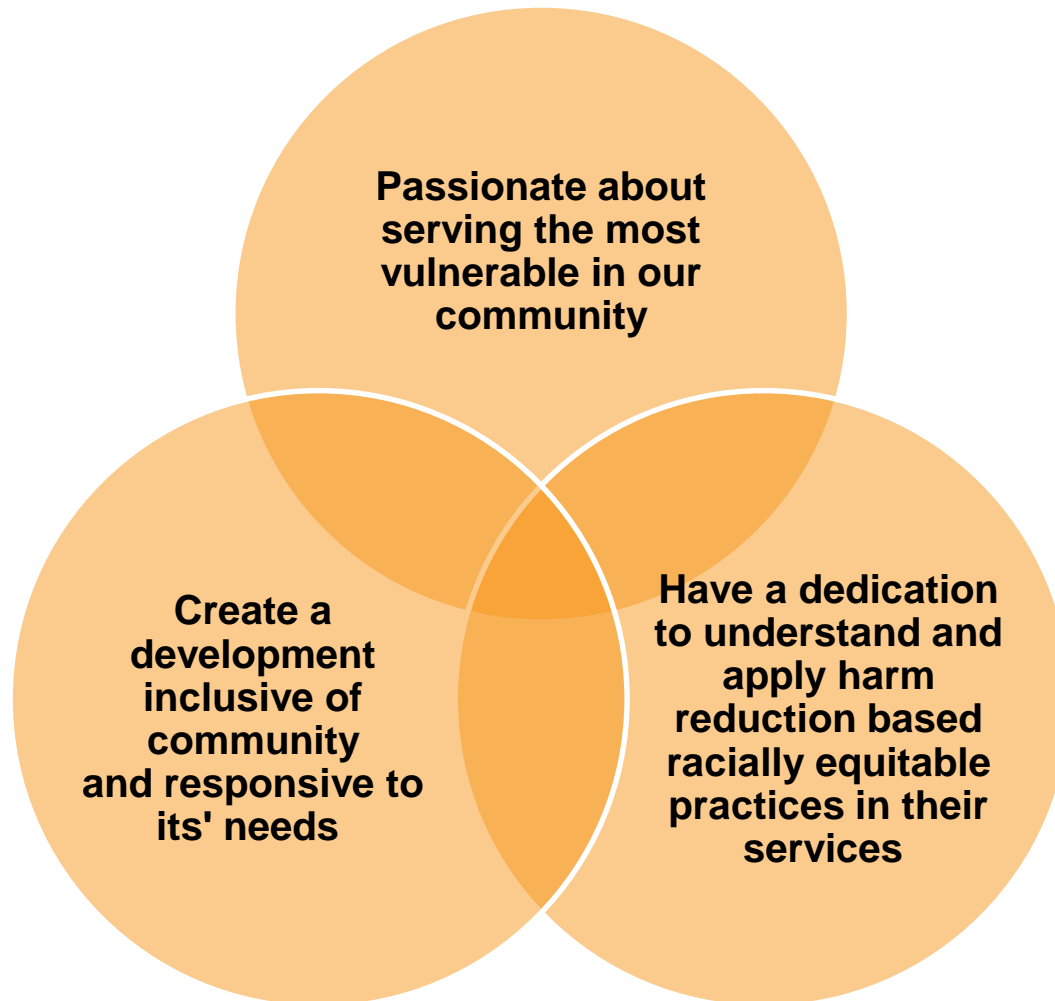 Passionate about
serving the most
vulnerable in our
community
Create a
development
inclusive of
community
and responsive to
its' needs
Have a dedication
to understand and
apply harm
reduction based
racially equitable
practices in their
services